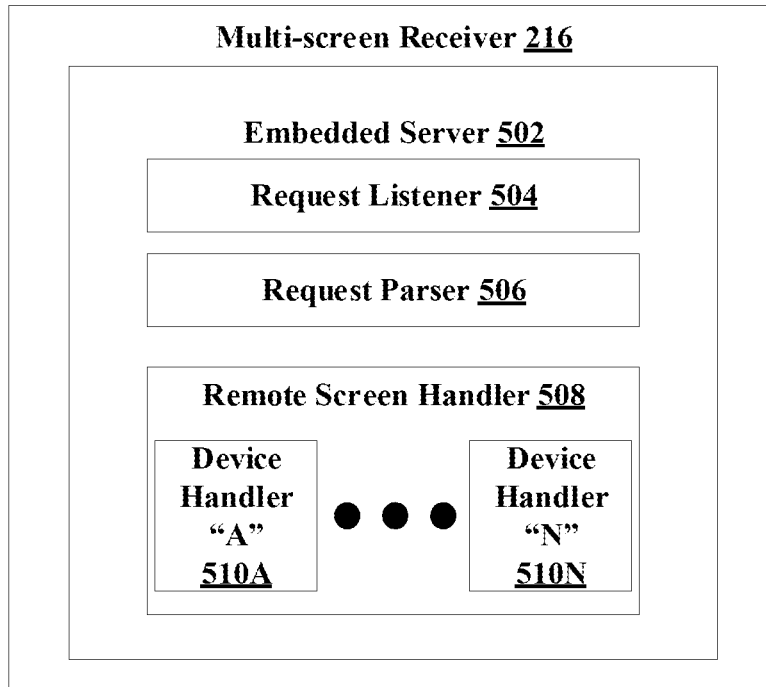 Multi-screen Receiver 216
Embedded Server 502
Request Listener 504
Request Parser 506
Remote Screen Handler 508
Device
Handler
“A”
510A
Device
Handler
“N”
510N